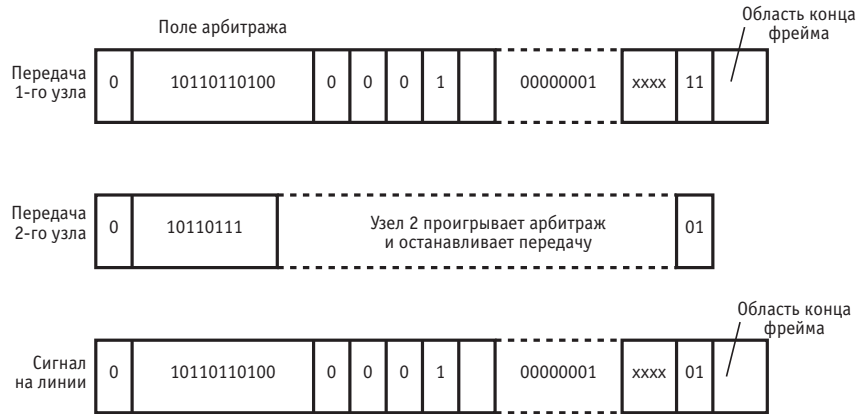 Поле арбитража
Область конца
фрейма
Передача
1-го узла
0 10110110100 0 0 0 1 00000001 xxxx 11
Передача
2-го узла
0 10110111 Узел 2 проигрывает арбитраж
и останавливает передачу 01
Область конца
фрейма
Сигнал
на линии
0 10110110100 0 0 0 1 00000001 xxxx 01